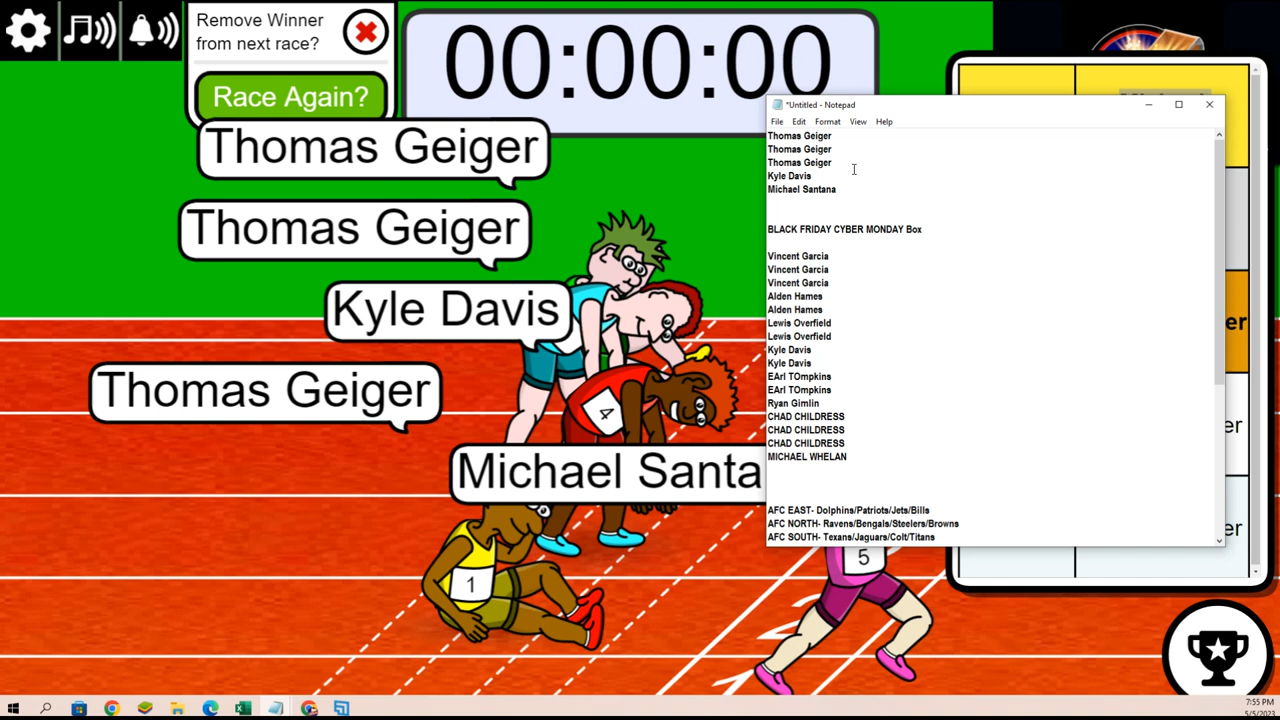 Remove Winner
from next race?
Race Again?
00:00:00
Thomas Geiger
Thomas Geiger
Kyle Davis
Thomas Geiger
Michael Santa
4
1
5
*Untitled - Notepad
File Edit Format View Help
Thomas Geiger
Thomas Geiger
Thomas Geiger
Kyle Davis
Michael Santana
BLACK FRIDAY CYBER MONDAY Box
Vincent Garcia
Vincent Garcia
Vincent Garcia
Alden Hames
Alden Hames
Lewis Overfield
Lewis Overfield
Kyle Davis
Kyle Davis
EArl TOmpkins
EArl TOmpkins
Ryan Gimlin
CHAD CHILDRESS
CHAD CHILDRESS
CHAD CHILDRESS
MICHAEL WHELAN
AFC EAST- Dolphins/Patriots/Jets/Bills
AFC NORTH- Ravens/Bengals/Steelers/Browns
AFC SOUTH- Texans/Jaguars/Colt/Titans
er
er
er
7:55 PM
5/5/2023